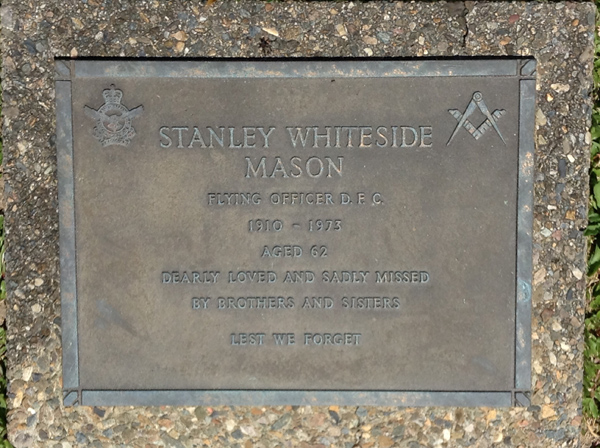 STANLEY WHITESIDE
MASON
FLYING OFFICER D.F.C.
1910 - 1973
AGED 62
DEARLY LOVED AND SADLY MISSED
BY BROTHERS AND SISTERS
LEST WE FORGET